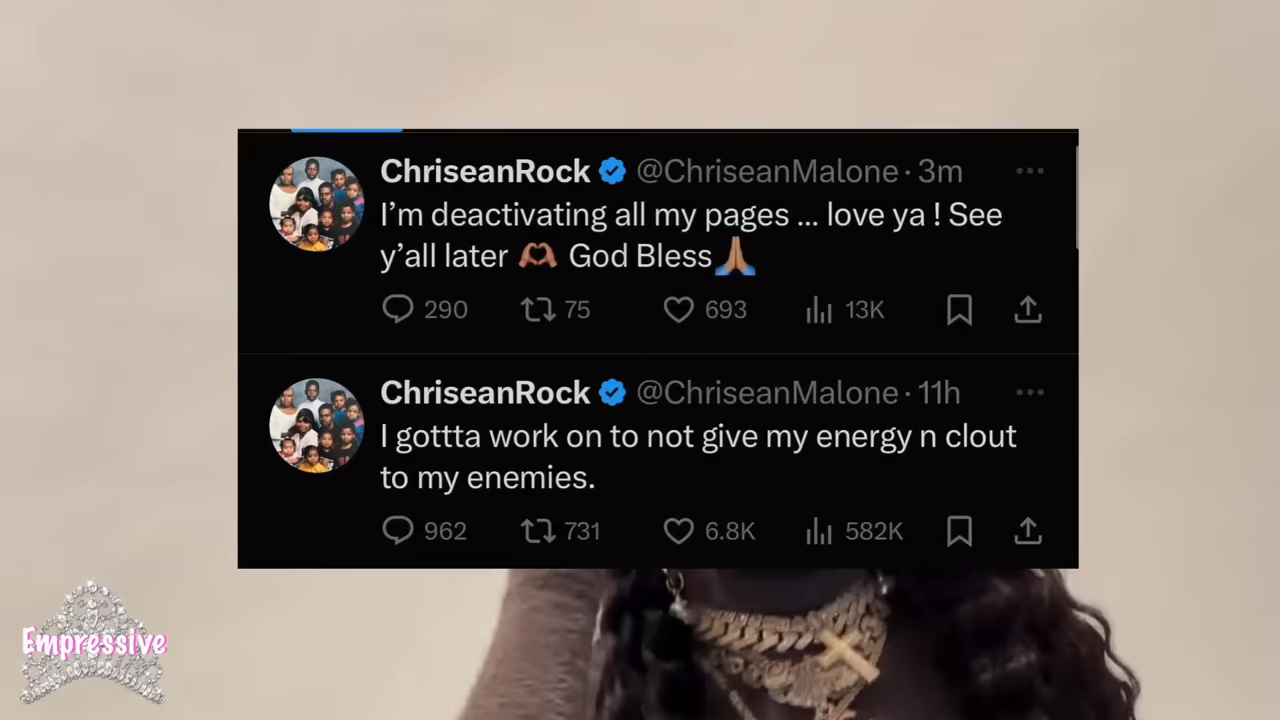 ChriseanRock @ChriseanMalone · 3m
I’m deactivating all my pages ... love ya ! See
y’all later 🫶🏾 God Bless🙏🏽
290 75 693 13K
ChriseanRock @ChriseanMalone · 11h
I gottta work on to not give my energy n clout
to my enemies.
962 731 6.8K 582K
Empressive